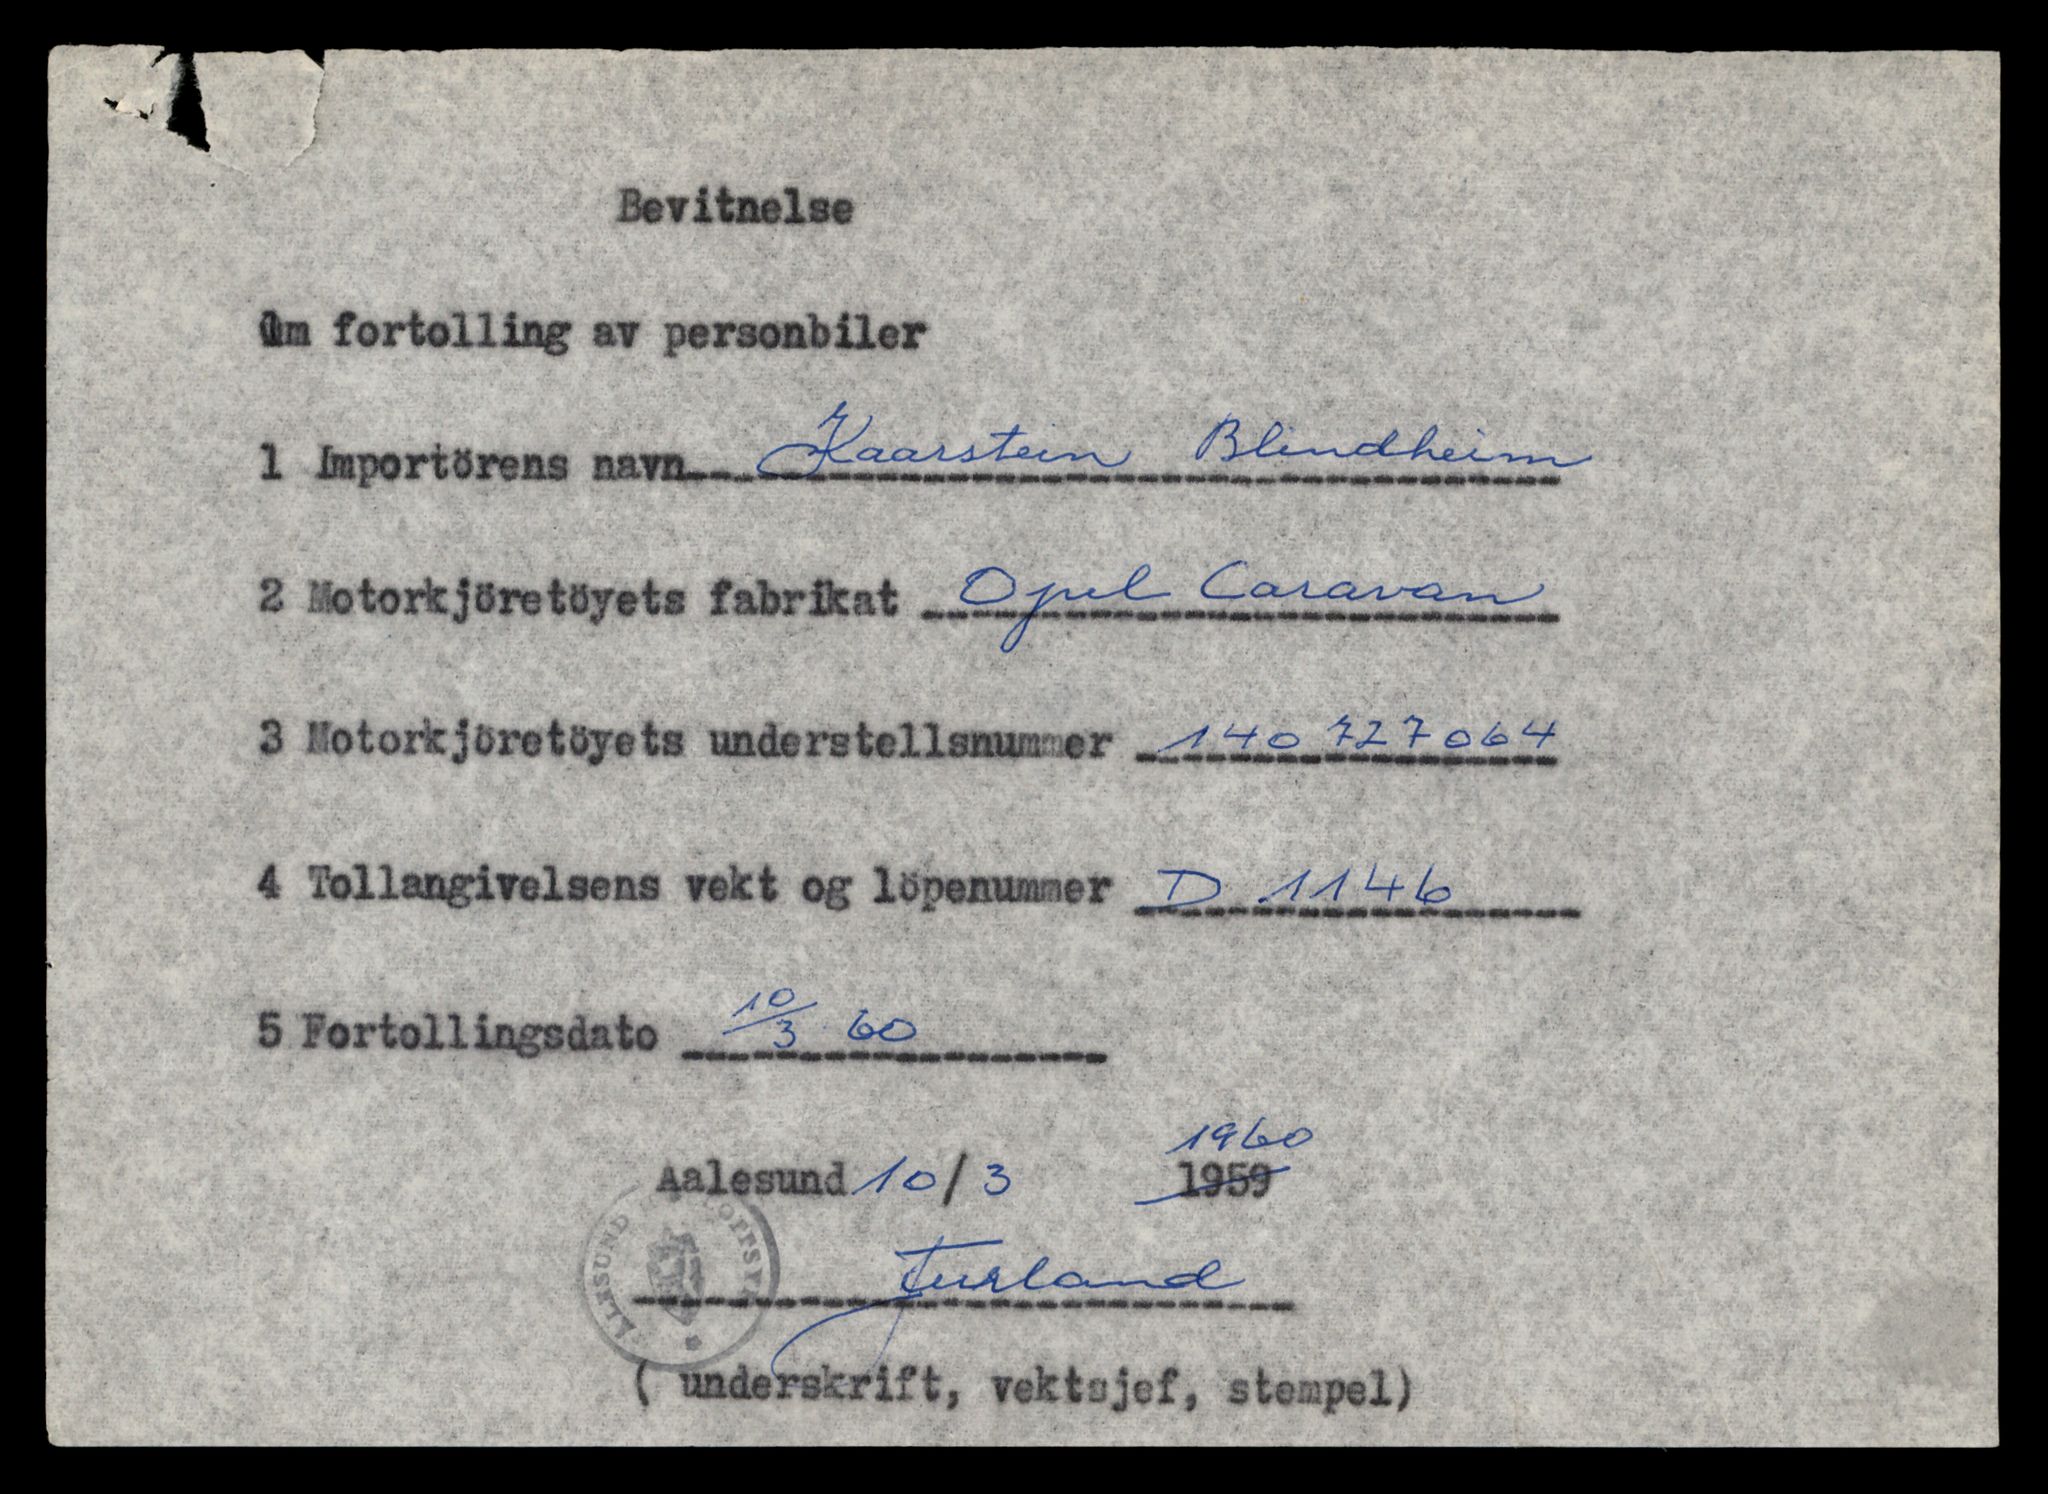 Bevitnelse
Om fortolling av personbiler
1 Importörens navn Kaarstein Blindheim
2 Motorkjöretöyets fabrikat Opel Caravan
3 Motorkjöretöyets understellsnummer 140 727064
4 Tollangivelsens vekt og löpenummer D 1146
5 Fortollingsdato 10/3 60
1960
Aalesund 10/3 1959
ÅLESUND
( underskrift, vektsjef, stempel)